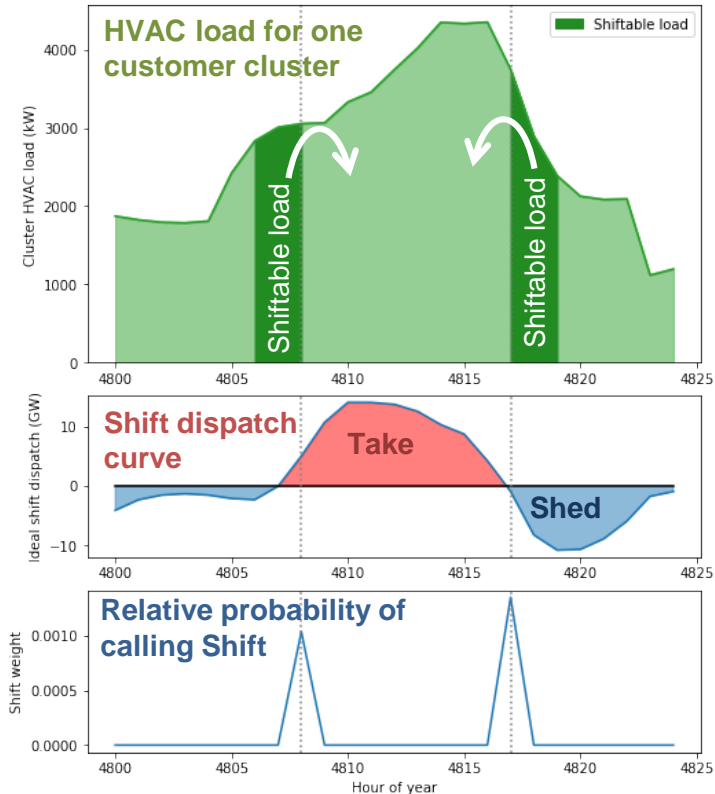 HVAC load for one
customer cluster
Shiftable load
Cluster HVAC load (kW)
4000
3000
2000
1000
0
Shiftable load
Shiftable load
4800
4805
4810
4815
4820
4825
Shift dispatch
curve
Take
Shed
Ideal shift dispatch (GW)
10
0
−10
4800
4805
4810
4815
4820
4825
Relative probability of
calling Shift
Shift weight
0.0010
0.0005
0.0000
4800
4805
4810
4815
4820
4825
Hour of year